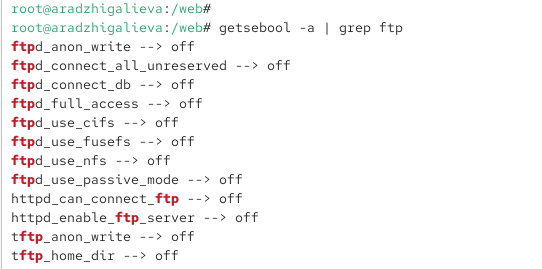 root@aradzhigalieva:/web#
root@aradzhigalieva:/web# getsebool -a | grep ftp
ftpd_anon_write --> off
ftpd_connect_all_unreserved --> off
ftpd_connect_db --> off
ftpd_full_access --> off
ftpd_use_cifs --> off
ftpd_use_fusefs --> off
ftpd_use_nfs --> off
ftpd_use_passive_mode --> off
httpd_can_connect_ftp --> off
httpd_enable_ftp_server --> off
tftp_anon_write --> off
tftp_home_dir --> off